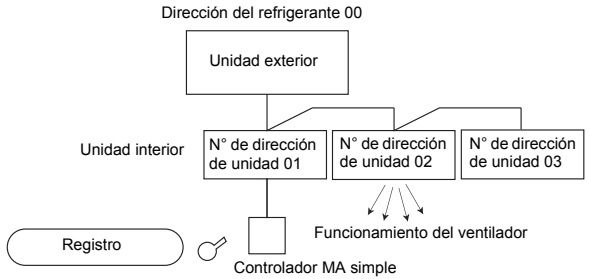 Dirección del refrigerante 00
Unidad exterior
Unidad interior
N° de dirección
de unidad 01
N° de dirección
de unidad 02
N° de dirección
de unidad 03
Funcionamiento del ventilador
Registro
Controlador MA simple